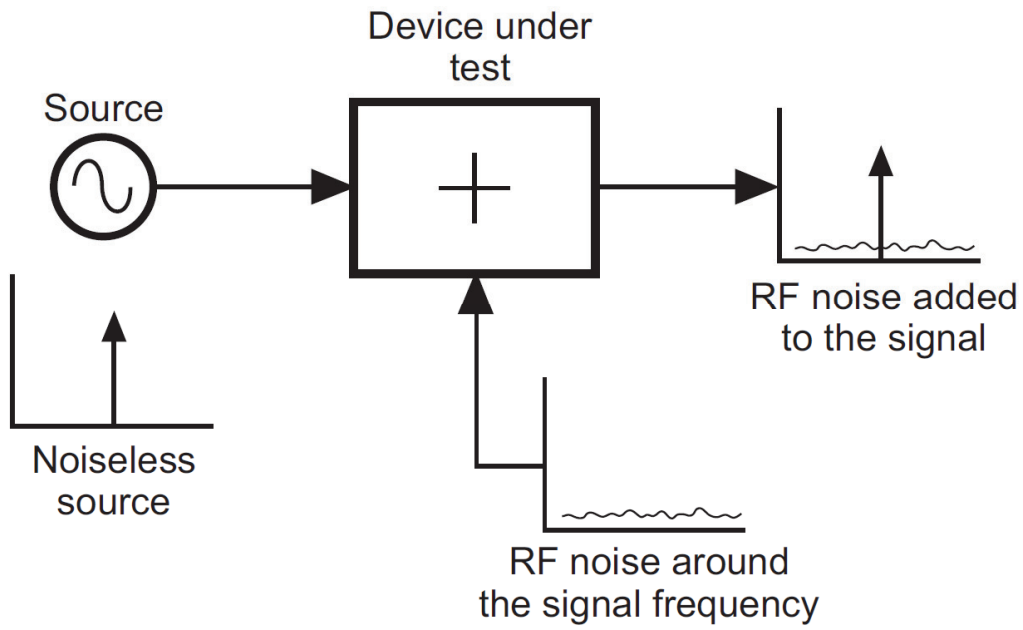 Device under
test
Source
Noiseless
source
RF noise added
to the signal
RF noise around
the signal frequency